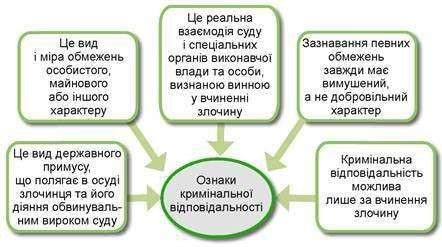 Це вид
і міра обмежень
особистого,
майнового
або іншого
характеру
Це реальна
взаємодія суду
і спеціальних
органів виконавчої
влади та особи,
визнаною винною
у вчиненні
злочину
Зазнавання певних
обмежень
завжди має
вимушений,
а не добровільний
характер
Це вид державного
примусу,
що полягає в осуді
злочинця та його
діяння обвинуваль-
ним вироком суду
Ознаки
кримінальної
відповідальності
Кримінальна
відповідальність
можлива
лише за вчинення
злочину